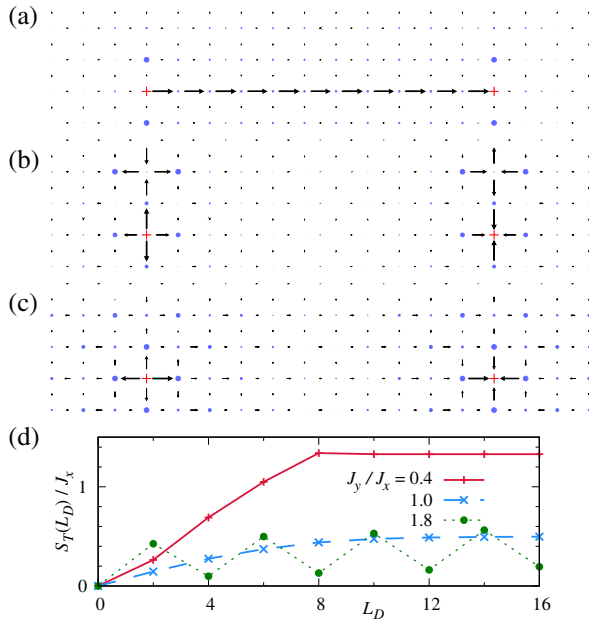 (a)
(b)
(c)
(d)
S_T(L_D) / J_x
1
0
J_y / J_x = 0.4
1.0
1.8
0 4 8 12 16
L_D